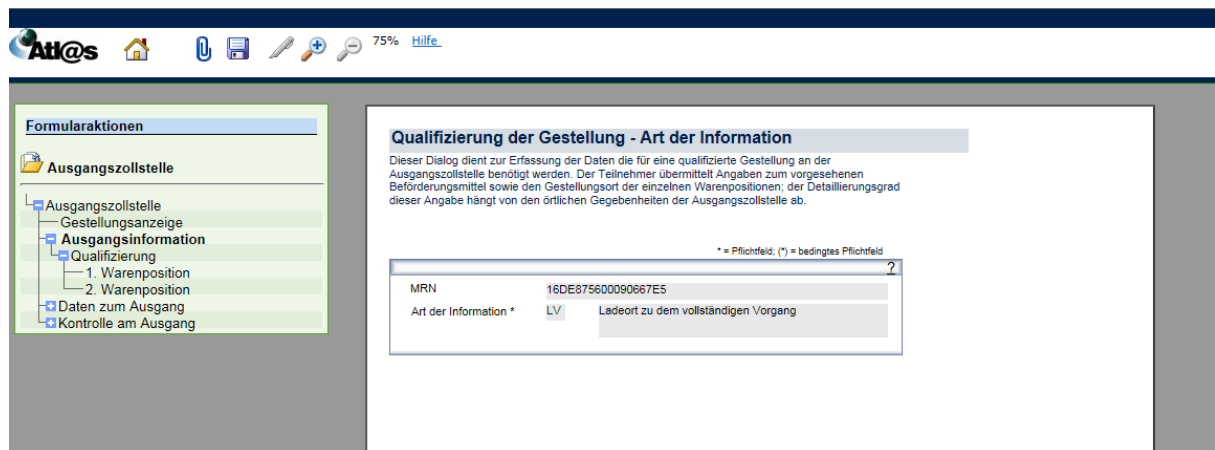 Atl@s
75% Hilfe
Formularaktionen
Ausgangszollstelle
Ausgangszollstelle
Gestellungsanzeige
Ausgangsinformation
Qualifizierung
1. Warenposition
2. Warenposition
Daten zum Ausgang
Kontrolle am Ausgang
Qualifizierung der Gestellung - Art der Information
Dieser Dialog dient zur Erfassung der Daten die für eine qualifizierte Gestellung an der
Ausgangszollstelle benötigt werden. Der Teilnehmer übermittelt Angaben zum vorgesehenen
Beförderungsmittel sowie den Gestellungsort der einzelnen Warenpositionen; der Detaillierungsgrad
dieser Angabe hängt von den örtlichen Gegebenheiten der Ausgangszollstelle ab.
* = Pflichtfeld; (*) = bedingtes Pflichtfeld
?
MRN 16DE875600090667E5
Art der Information * LV Ladeort zu dem vollständigen Vorgang